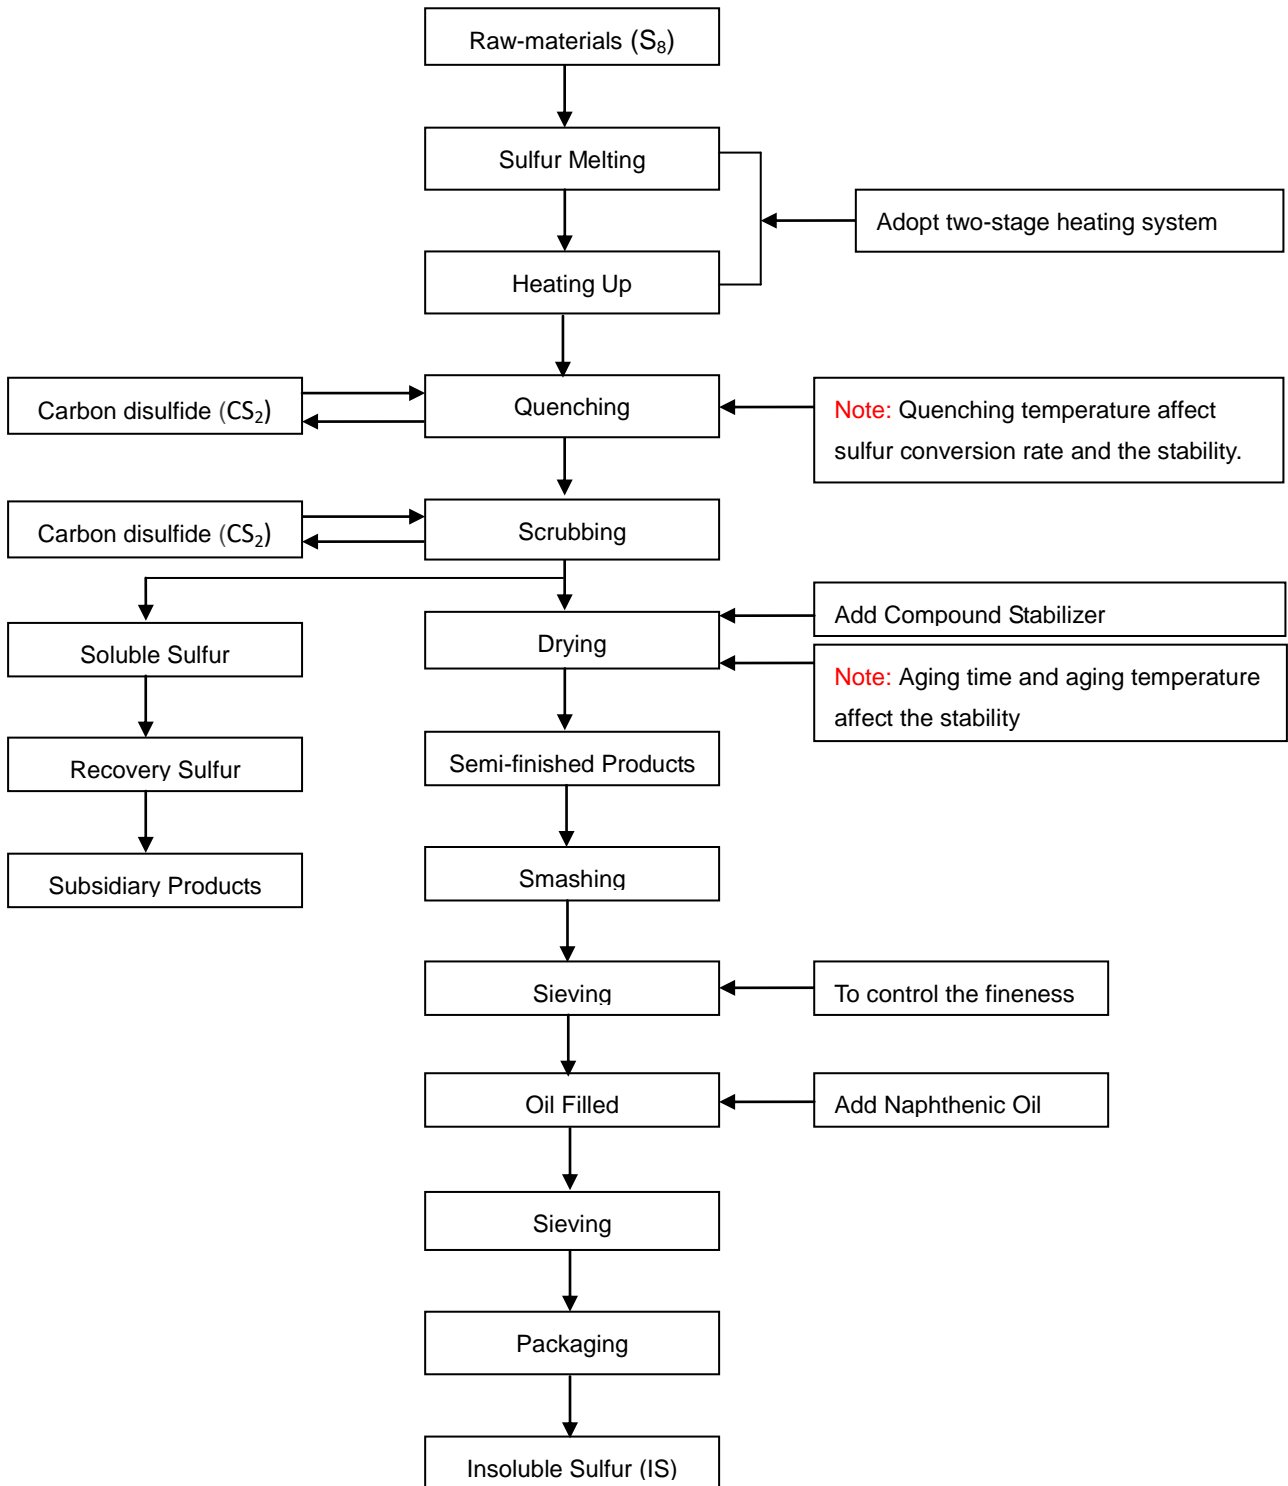 Raw-materials (S₈)
Sulfur Melting
Adopt two-stage heating system
Heating Up
Carbon disulfide (CS₂)
Quenching
Note: Quenching temperature affect
sulfur conversion rate and the stability.
Carbon disulfide (CS₂)
Scrubbing
Add Compound Stabilizer
Soluble Sulfur
Drying
Note: Aging time and aging temperature
affect the stability
Recovery Sulfur
Semi-finished Products
Subsidiary Products
Smashing
Sieving
To control the fineness
Oil Filled
Add Naphthenic Oil
Sieving
Packaging
Insoluble Sulfur (IS)